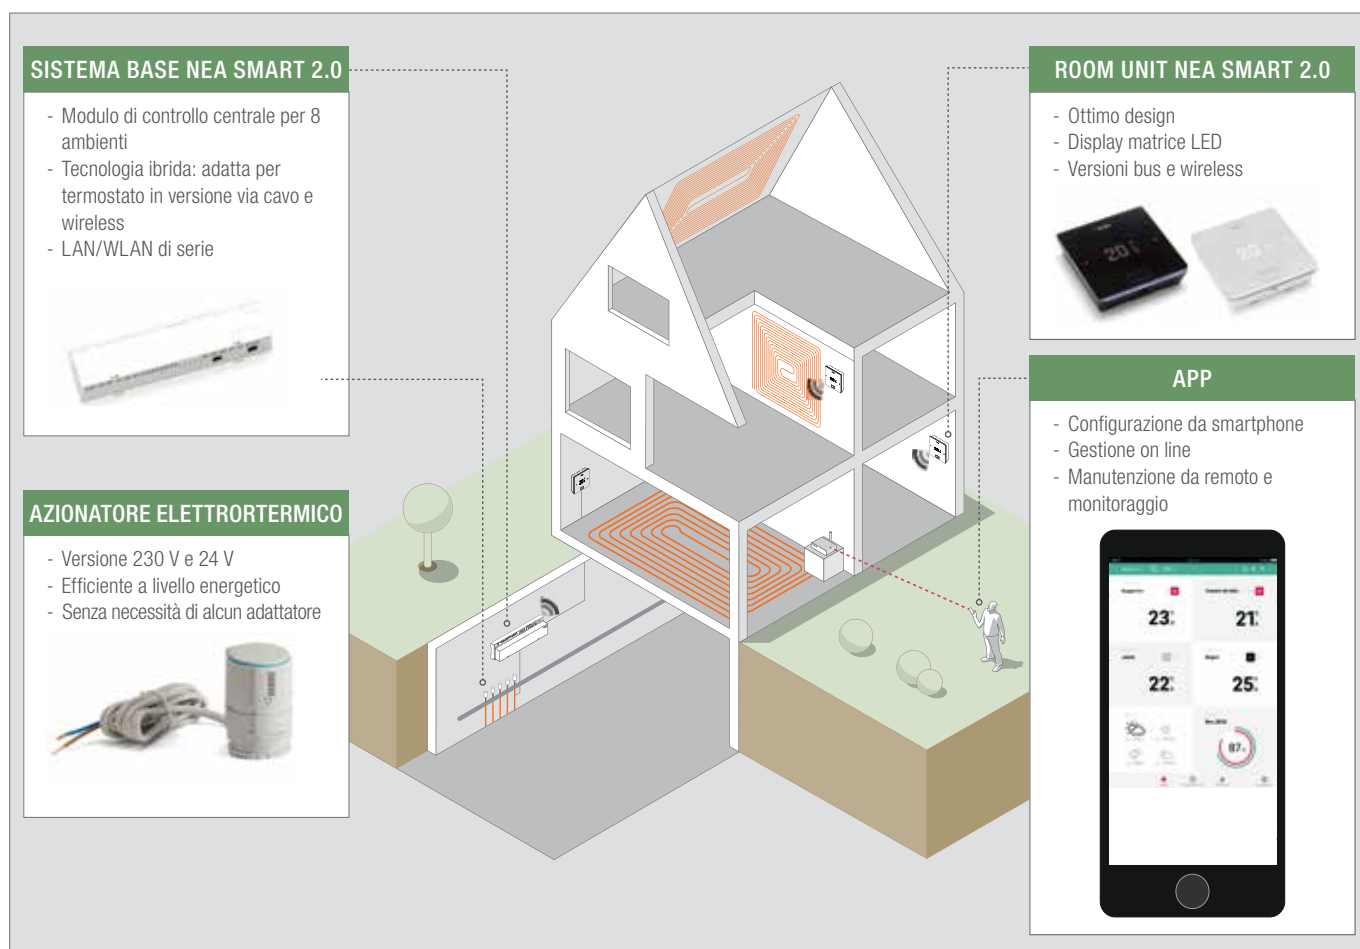 SISTEMA BASE NEA SMART 2.0
- Modulo di controllo centrale per 8
ambienti
- Tecnologia ibrida: adatta per
termostato in versione via cavo e
wireless
- LAN/WLAN di serie
AZIONATORE ELETTRORTERMICO
- Versione 230 V e 24 V
- Efficiente a livello energetico
- Senza necessità di alcun adattatore
ROOM UNIT NEA SMART 2.0
- Ottimo design
- Display matrice LED
- Versioni bus e wireless
20
20
APP
- Configurazione da smartphone
- Gestione on line
- Manutenzione da remoto e
monitoraggio
23
21
22
25
87